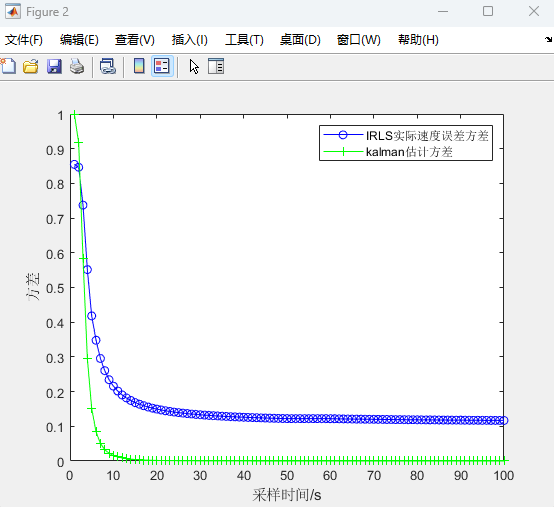 Figure 2
文件(F) 编辑(E) 查看(V) 插入(I) 工具(T) 桌面(D) 窗口(W) 帮助(H)
IRLS实际速度误差方差
kalman估计方差
方差
1
0.9
0.8
0.7
0.6
0.5
0.4
0.3
0.2
0.1
0
0 10 20 30 40 50 60 70 80 90 100
采样时间/s